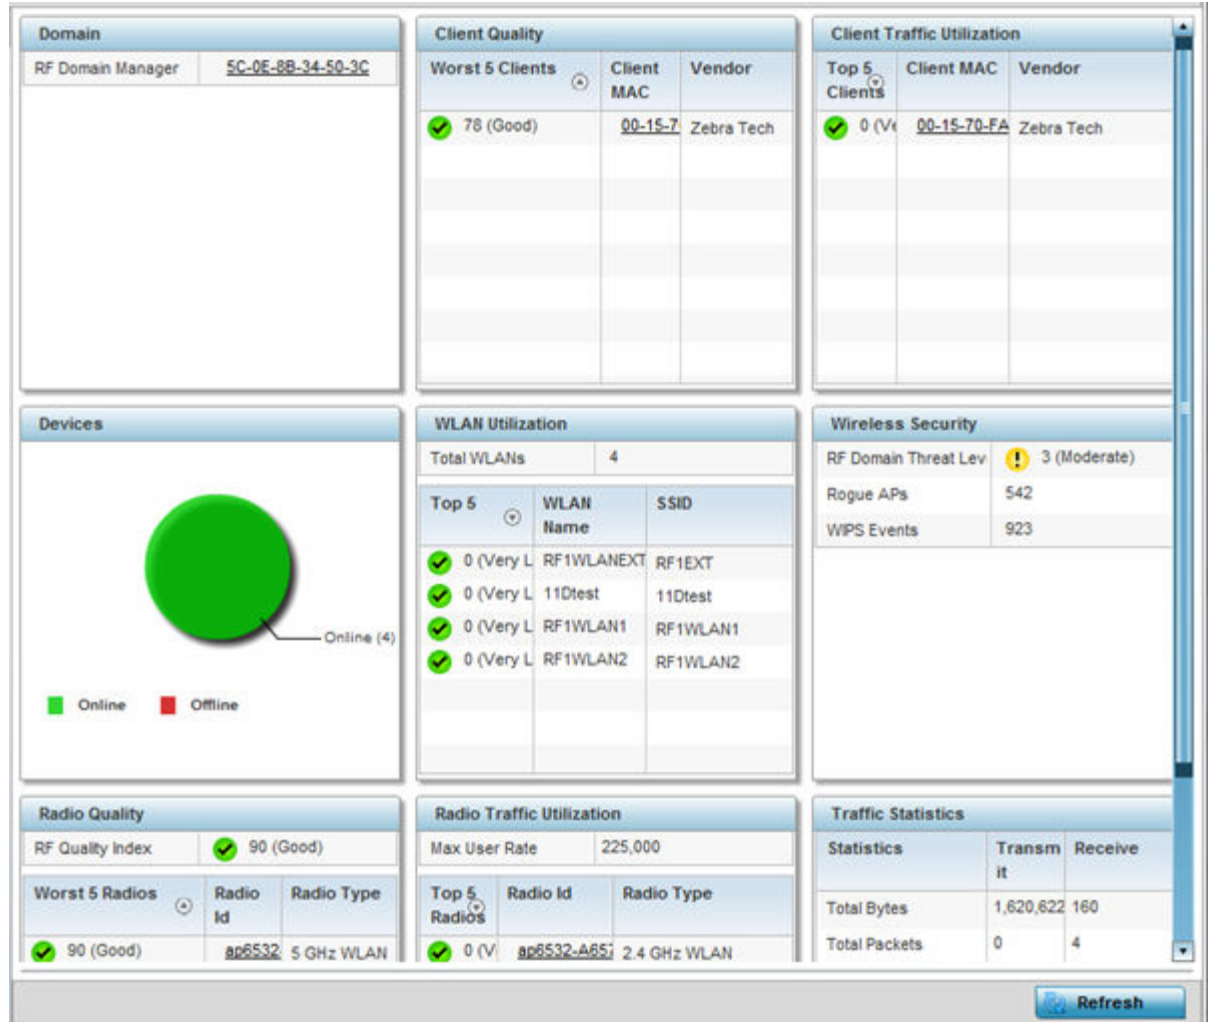 Domain
RF Domain Manager 5C-0E-8B-34-50-3C
Client Quality
Worst 5 Clients Client MAC Vendor
78 (Good) 00-15-7 Zebra Tech
Client Traffic Utilization
Top 5 Clients Client MAC Vendor
0 (Ve 00-15-70-FA Zebra Tech
Devices
Online (4)
Online Offline
WLAN Utilization
Total WLANs 4
Top 5 WLAN Name SSID
0 (Very L RF1WLANEXT RF1EXT
0 (Very L 11Dtest 11Dtest
0 (Very L RF1WLAN1 RF1WLAN1
0 (Very L RF1WLAN2 RF1WLAN2
Wireless Security
RF Domain Threat Lev 3 (Moderate)
Rogue APs 542
WIPS Events 923
Radio Quality
RF Quality Index 90 (Good)
Worst 5 Radios Radio Id Radio Type
90 (Good) ap6532 5 GHz WLAN
Radio Traffic Utilization
Max User Rate 225,000
Top 5 Radios Radio Id Radio Type
0 (V ap6532-A657 2.4 GHz WLAN
Traffic Statistics
Statistics Transmit Receive
Total Bytes 1,620,622 160
Total Packets 0 4
Refresh